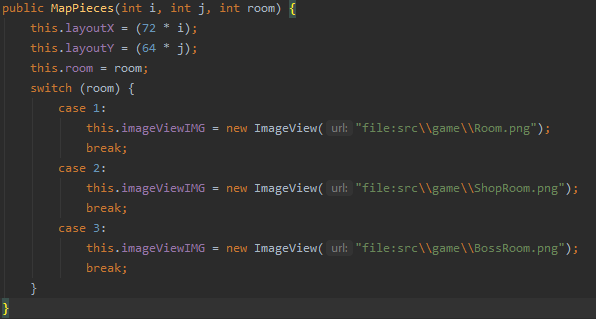 public MapPieces(int i, int j, int room) {
    this.layoutX = (72 * i);
    this.layoutY = (64 * j);
    this.room = room;
    switch (room) {
        case 1:
            this.imageViewIMG = new ImageView( url: "file:src\\game\\Room.png");
            break;
        case 2:
            this.imageViewIMG = new ImageView( url: "file:src\\game\\ShopRoom.png");
            break;
        case 3:
            this.imageViewIMG = new ImageView( url: "file:src\\game\\BossRoom.png");
            break;
    }
}